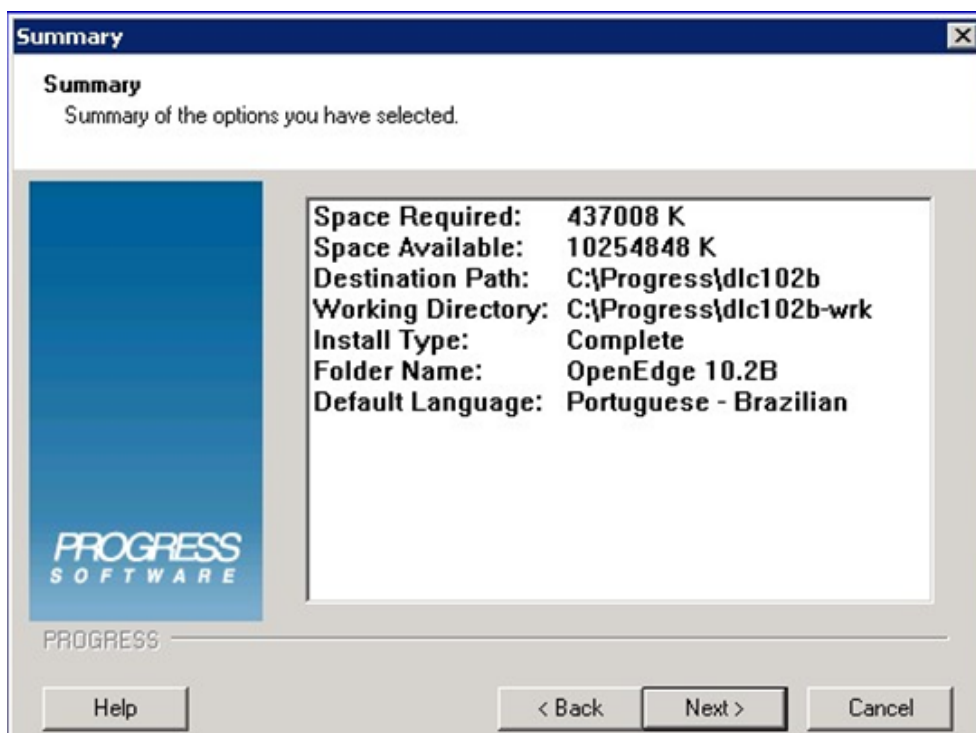 Summary
Summary
Summary of the options you have selected.
Space Required: 437008 K
Space Available: 10254848 K
Destination Path: C:\Progress\dlc102b
Working Directory: C:\Progress\dlc102b-wrk
Install Type: Complete
Folder Name: OpenEdge 10.2B
Default Language: Portuguese - Brazilian
PROGRESS
SOFTWARE
PROGRESS
Help
< Back
Next >
Cancel